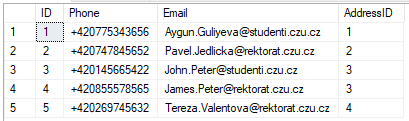 ID Phone Email AddressID
1 1 +420775343656 Aygun.Guliyeva@studenti.czu.cz 1
2 2 +420747845652 Pavel.Jedlicka@rektorat.czu.cz 2
3 3 +420145665422 John.Peter@studenti.czu.cz 3
4 4 +420855578565 James.Peter@rektorat.czu.cz 3
5 5 +420269745632 Tereza.Valentova@rektorat.czu.cz 4